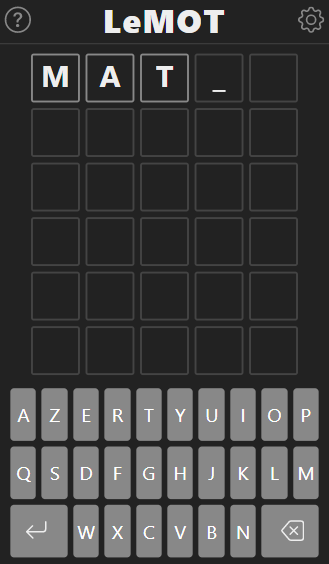 ? LeMOT
M A T _
A Z E R T Y U I O P
Q S D F G H J K L M
W X C V B N